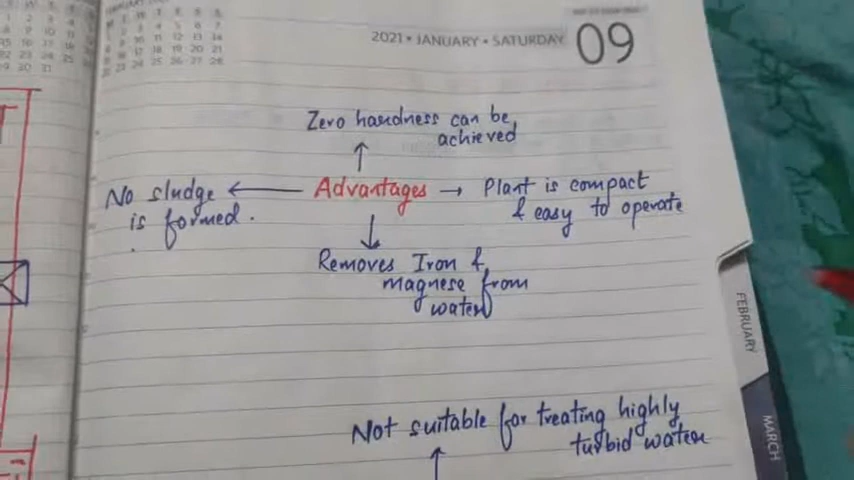 2021 • JANUARY • SATURDAY 09
Zero hardness can be
achieved
No sludge ← Advantages → Plant is compact
is formed. & easy to operate
Removes Iron &
magnese from
water
Not suitable for treating highly
turbid water
FEBRUARY
MARCH